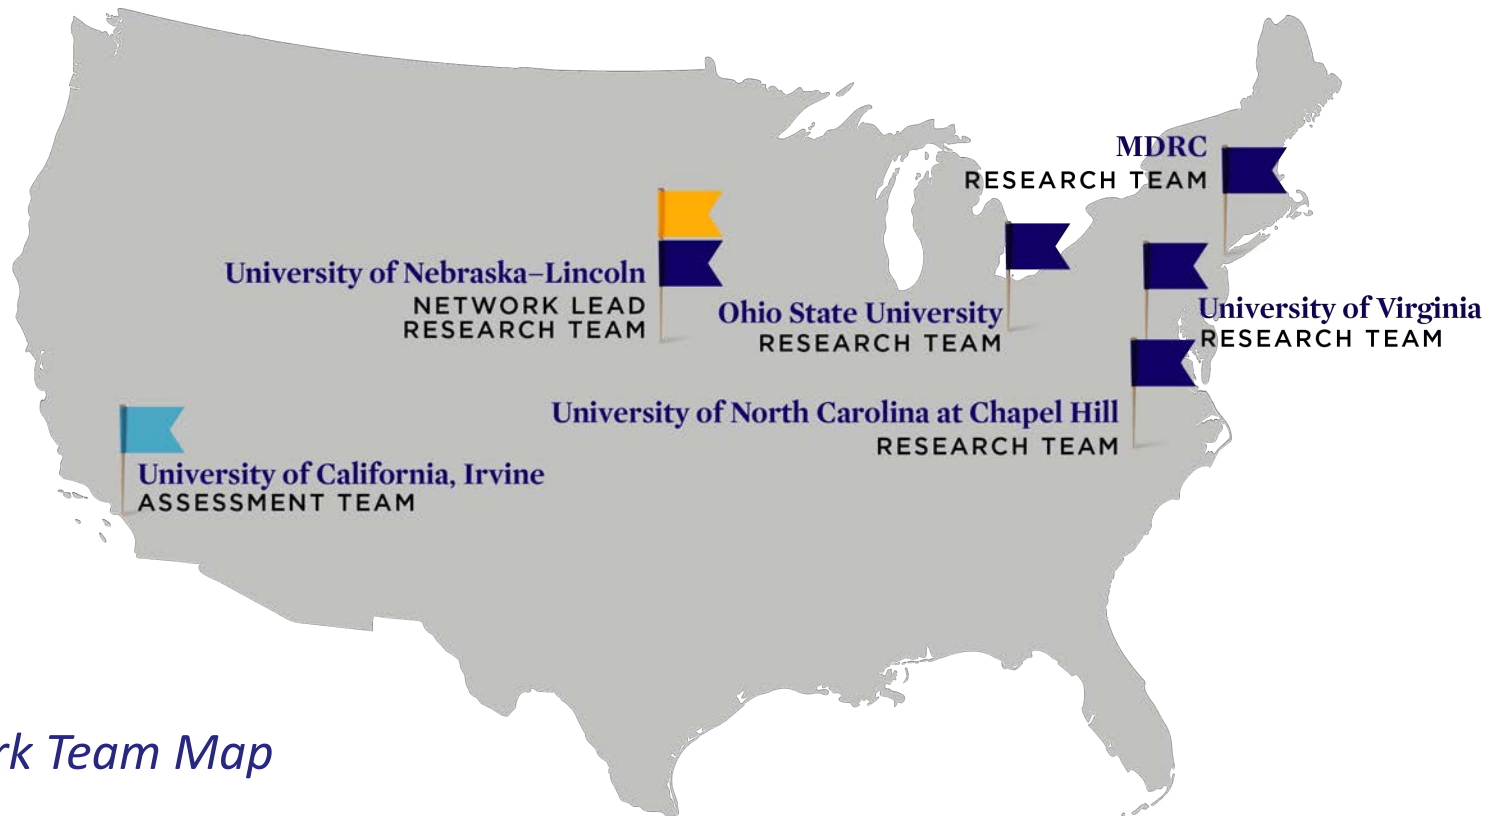 MDRC
RESEARCH TEAM
University of Nebraska–Lincoln
NETWORK LEAD
RESEARCH TEAM
Ohio State University
RESEARCH TEAM
University of Virginia
RESEARCH TEAM
University of North Carolina at Chapel Hill
RESEARCH TEAM
University of California, Irvine
ASSESSMENT TEAM
rk Team Map